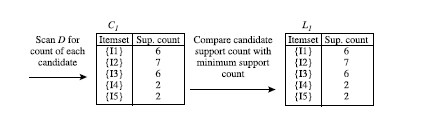 C1
Scan D for
count of each
candidate
Itemset Sup. count
{I1} 6
{I2} 7
{I3} 6
{I4} 2
{I5} 2
Compare candidate
support count with
minimum support
count
L1
Itemset Sup. count
{I1} 6
{I2} 7
{I3} 6
{I4} 2
{I5} 2